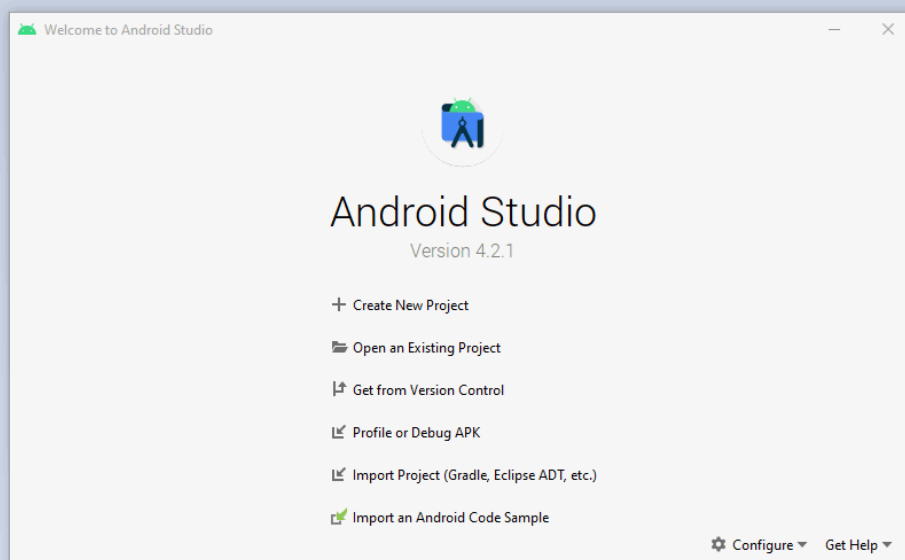 Welcome to Android Studio
Android Studio
Version 4.2.1
Create New Project
Open an Existing Project
Get from Version Control
Profile or Debug APK
Import Project (Gradle, Eclipse ADT, etc.)
Import an Android Code Sample
Configure Get Help